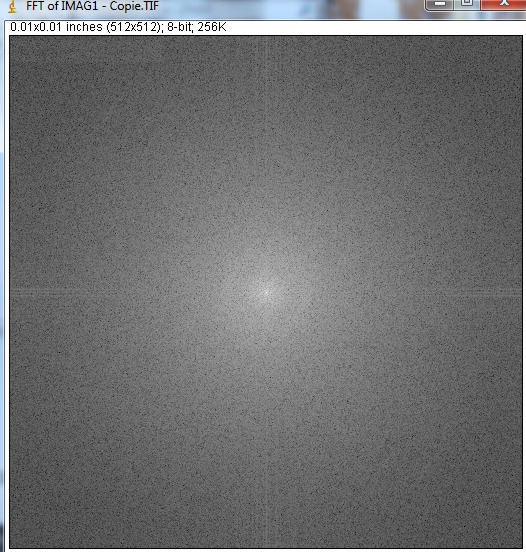 FFT of IMAG1 - Copie.TIF
0.01x0.01 inches (512x512); 8-bit; 256K